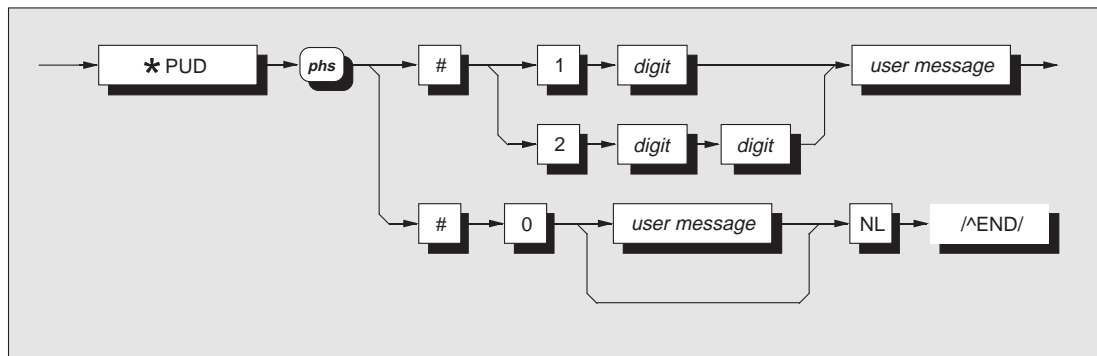 * PUD phs # 1 digit user message
2 digit digit
# 0 user message NL /^END/